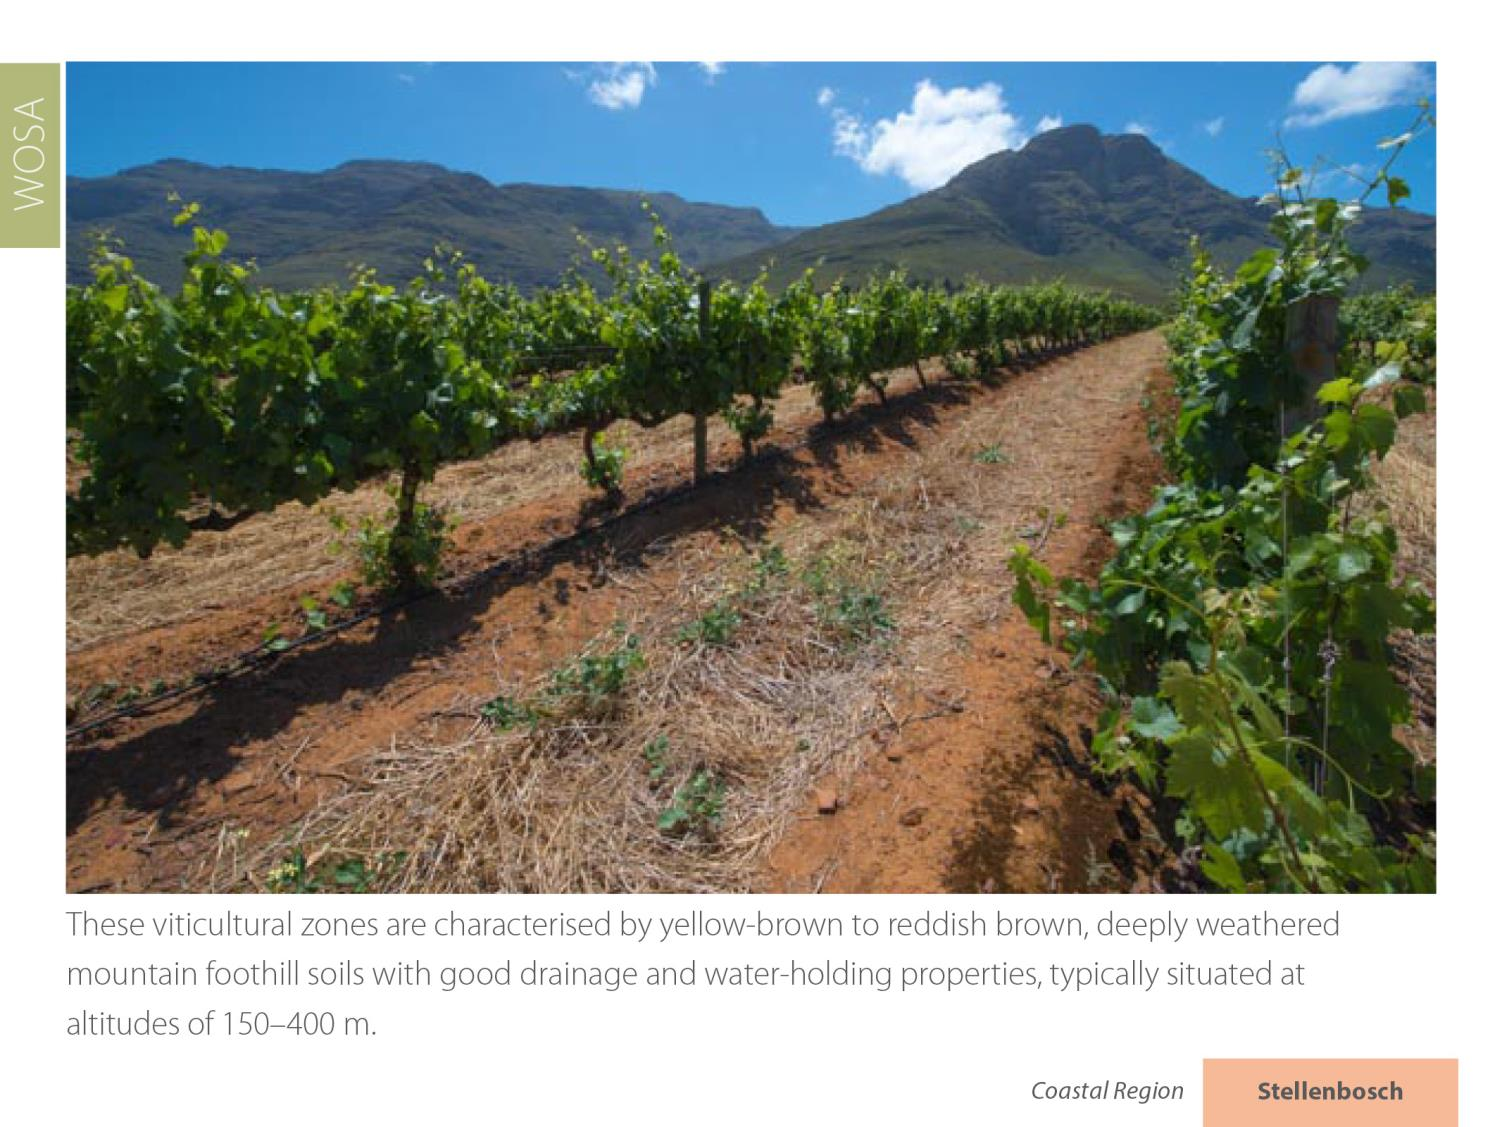 WOSA
These viticultural zones are characterised by yellow-brown to reddish brown, deeply weathered
mountain foothill soils with good drainage and water-holding properties, typically situated at
altitudes of 150–400 m.
Coastal Region
Stellenbosch